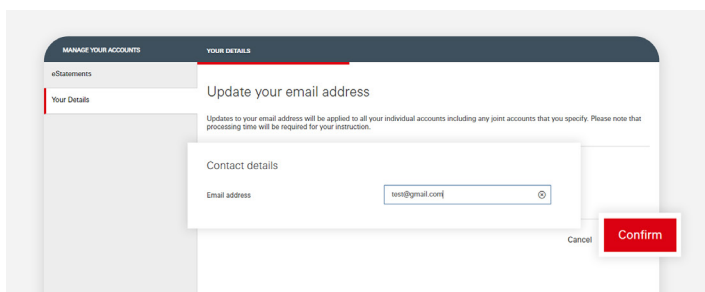 MANAGE YOUR ACCOUNTS
YOUR DETAILS
eStatements
Your Details
Update your email address
Updates to your email address will be applied to all your individual accounts including any joint accounts that you specify. Please note that
processing time will be required for your instruction.
Contact details
Email address
test@gmail.com
Cancel
Confirm